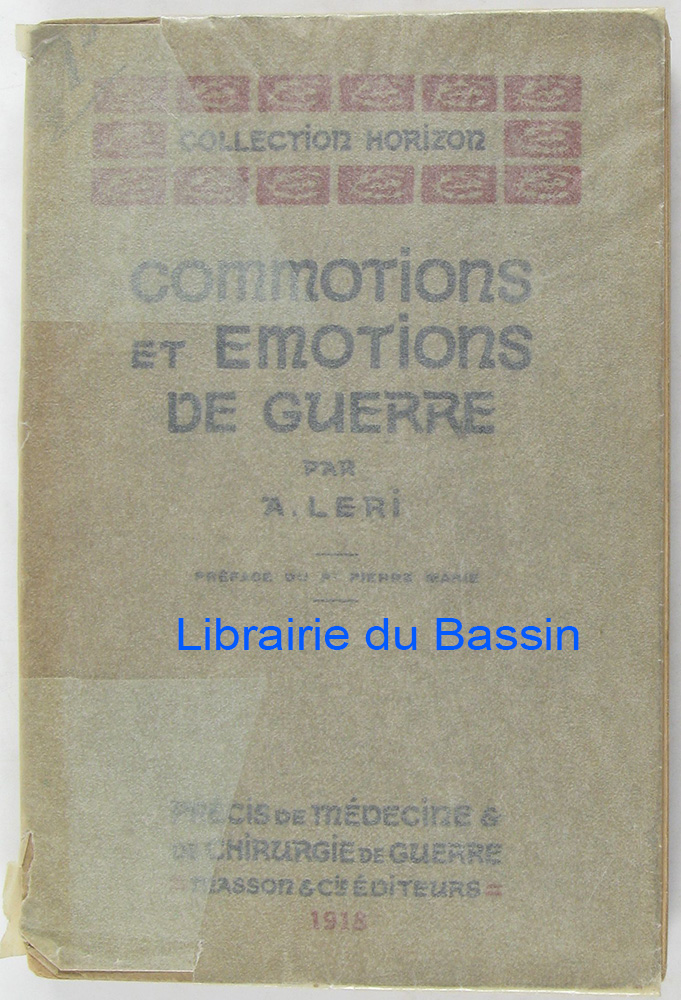 COLLECTION HORIZON
COMMOTIONS
ET EMOTIONS
DE GUERRE
PAR
A. LERI
PRÉFACE DU Pr PIERRE MARIE
Librairie du Bassin
PRÉCIS DE MÉDECINE &
DE CHIRURGIE DE GUERRE
= MASSON & CIE ÉDITEURS =
1918